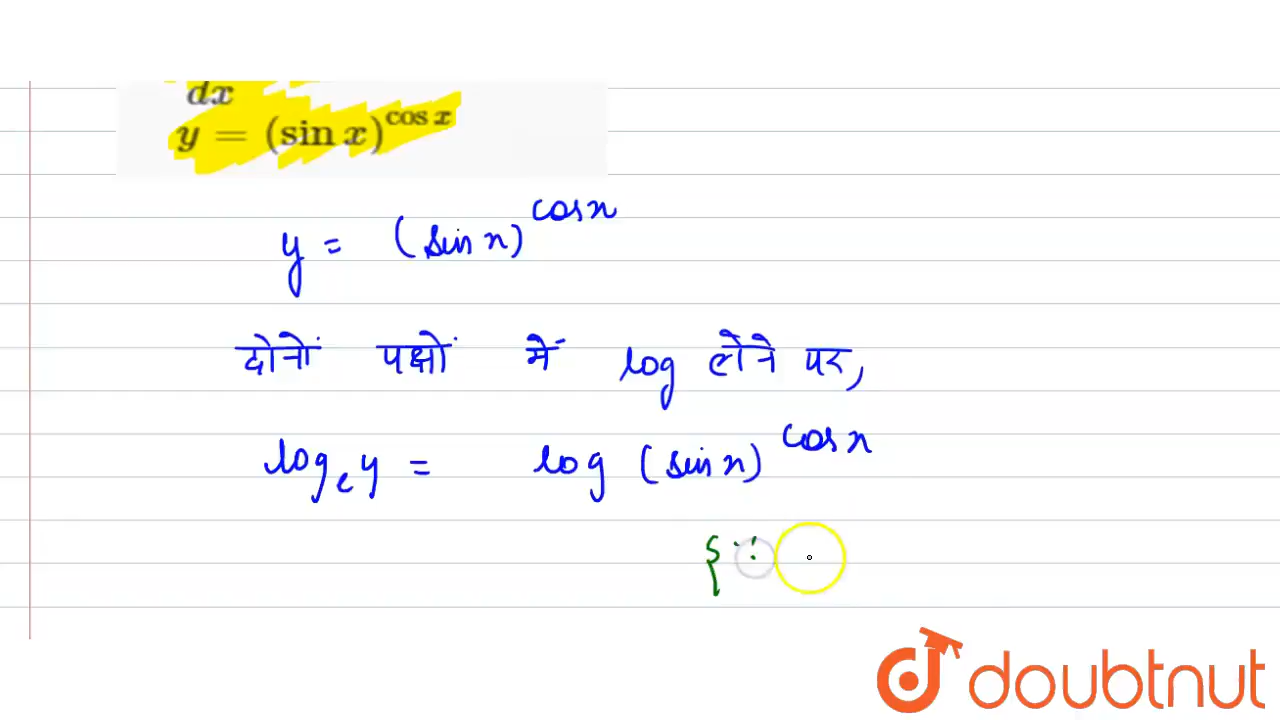 dx
y = (sin x)^cos x
y = (sin x)^cos x
दोनों पक्षों में log लेने पर,
log_e y = log (sin x)^cos x
{ ∵
doubtnut